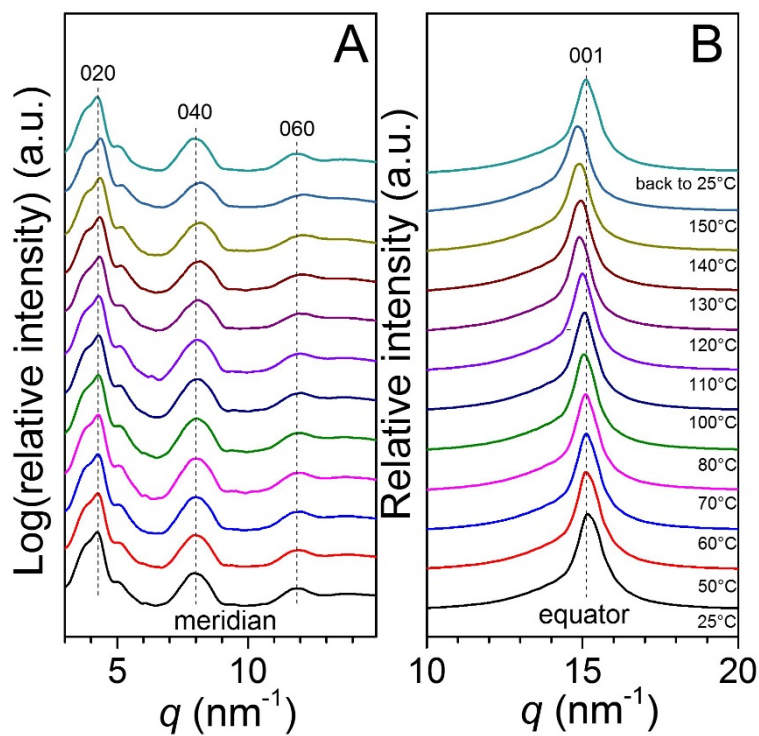 Log(relative intensity) (a.u.)
A
020
040
060
meridian
5
10
q (nm⁻¹)
Relative intensity (a.u.)
B
001
back to 25°C
150°C
140°C
130°C
120°C
110°C
100°C
80°C
70°C
60°C
50°C
25°C
equator
10
15
20
q (nm⁻¹)